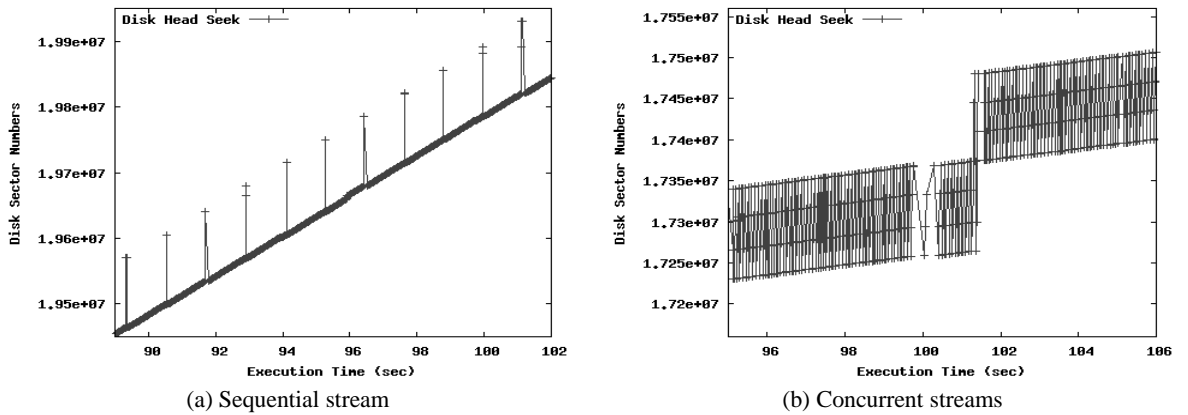 Disk Head Seek
1.99e+07
1.98e+07
1.97e+07
1.96e+07
1.95e+07
Disk Sector Numbers
90 92 94 96 98 100 102
Execution Time (sec)
(a) Sequential stream
Disk Head Seek
1.755e+07
1.75e+07
1.745e+07
1.74e+07
1.735e+07
1.73e+07
1.725e+07
1.72e+07
Disk Sector Numbers
96 98 100 102 104 106
Execution Time (sec)
(b) Concurrent streams